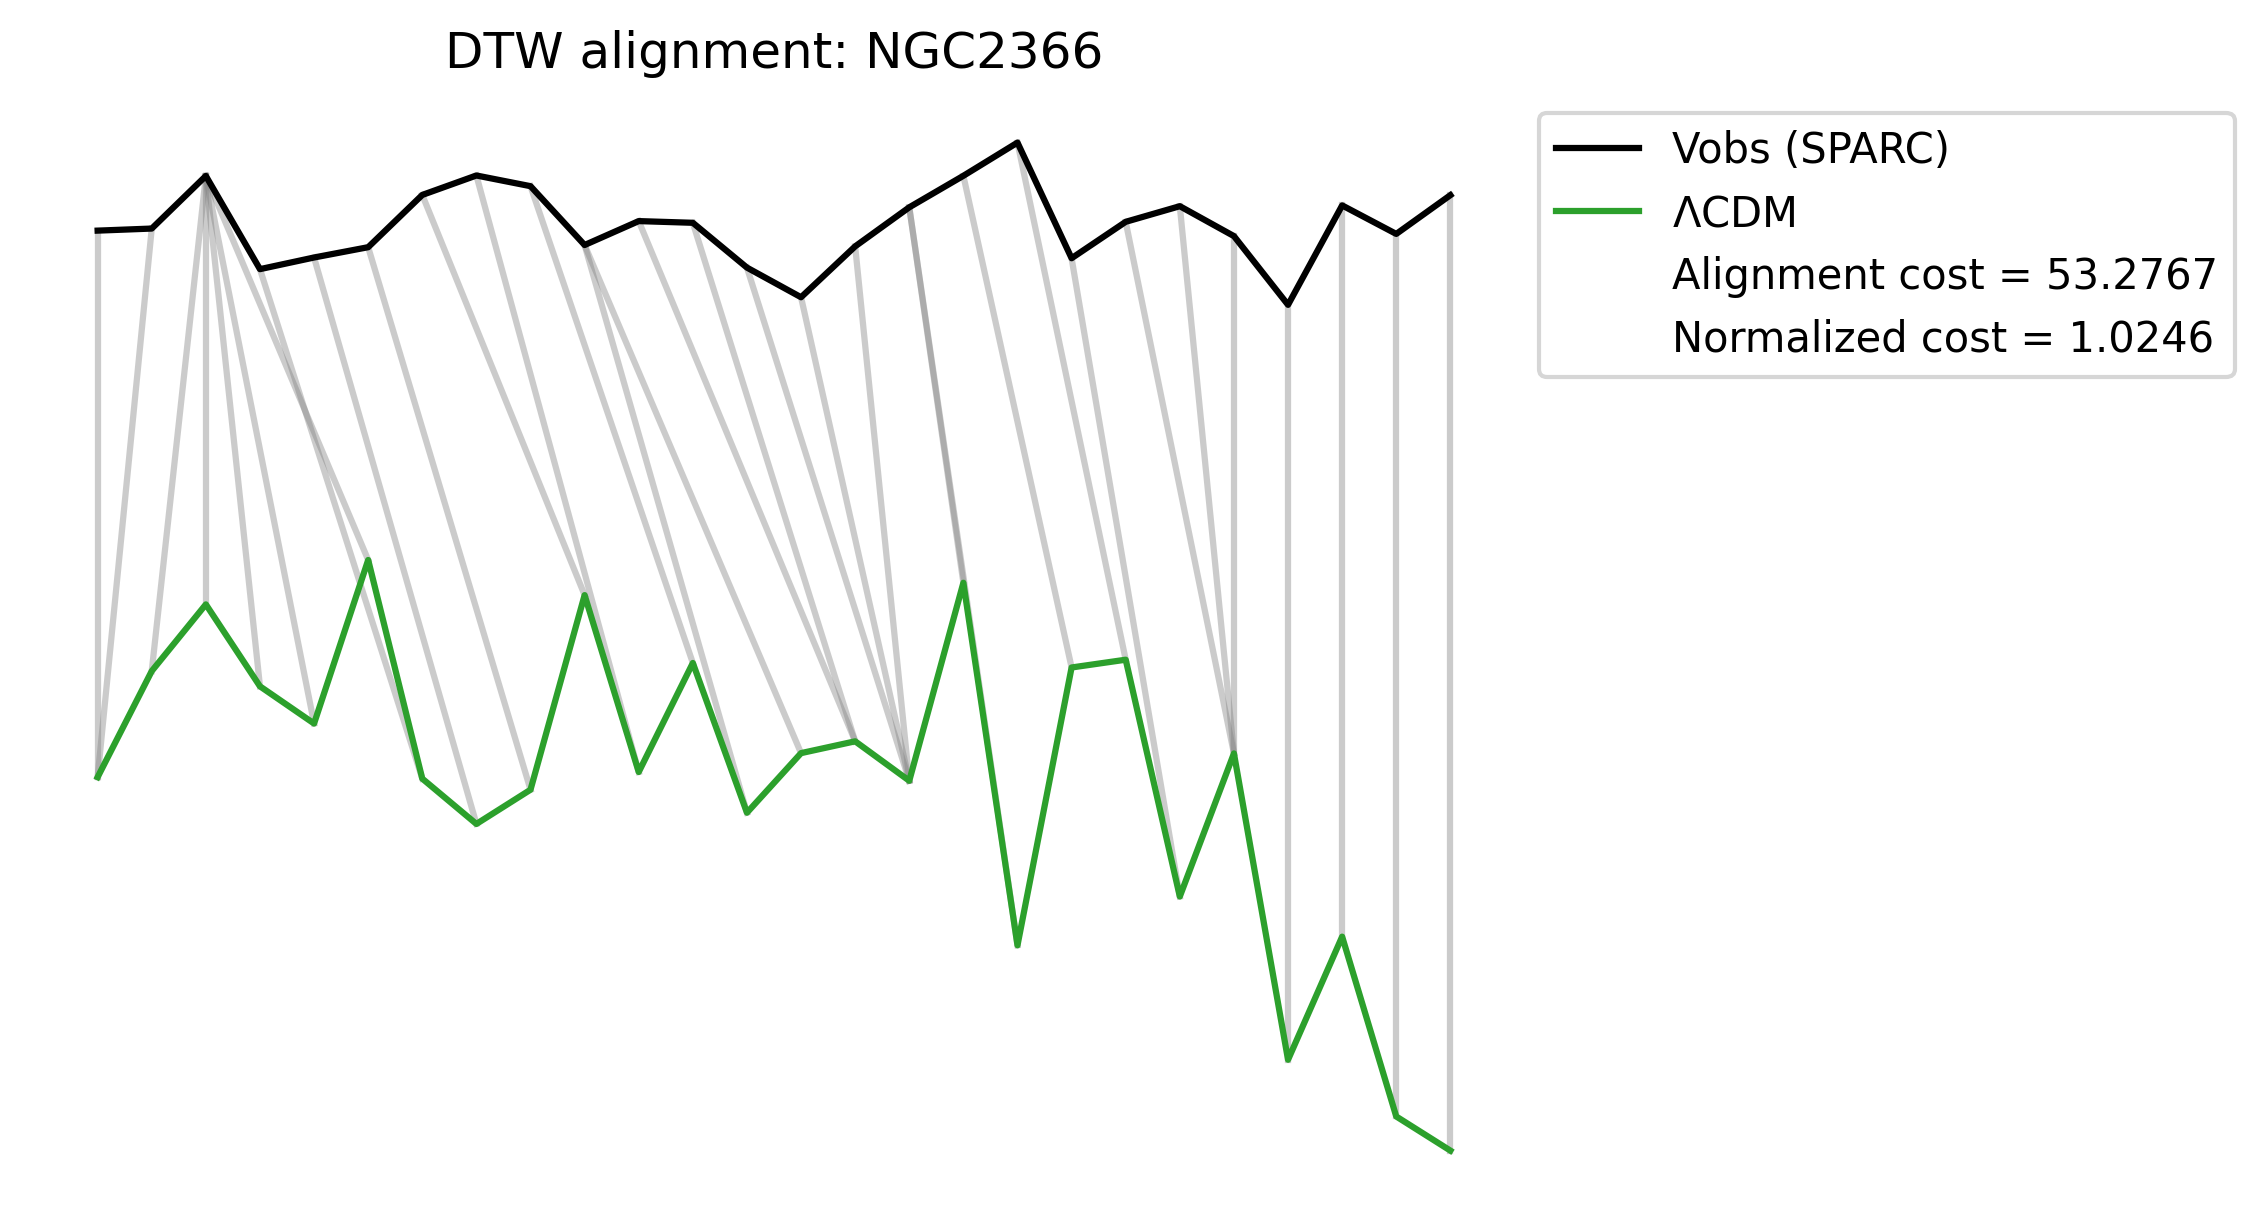 DTW alignment: NGC2366
Vobs (SPARC)
ΛCDM
Alignment cost = 53.2767
Normalized cost = 1.0246